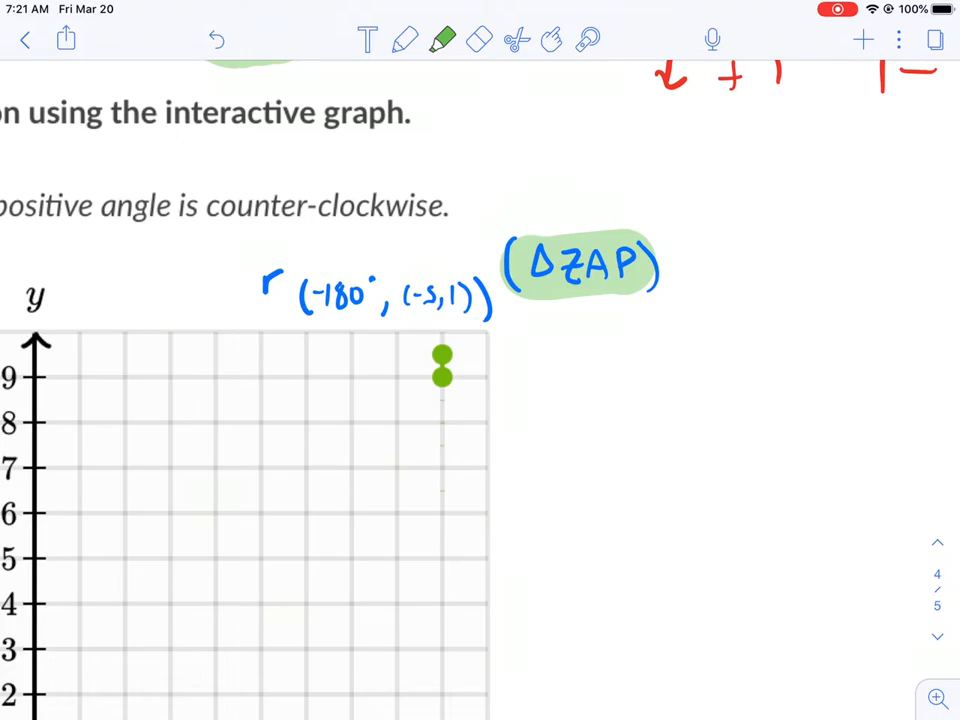 7:21 AM Fri Mar 20 100%
T
on using the interactive graph.
positive angle is counter-clockwise.
r (-180°, (-5,1)) (△ZAP)
y
9
8
7
6
5
4
3
2
4
/
5